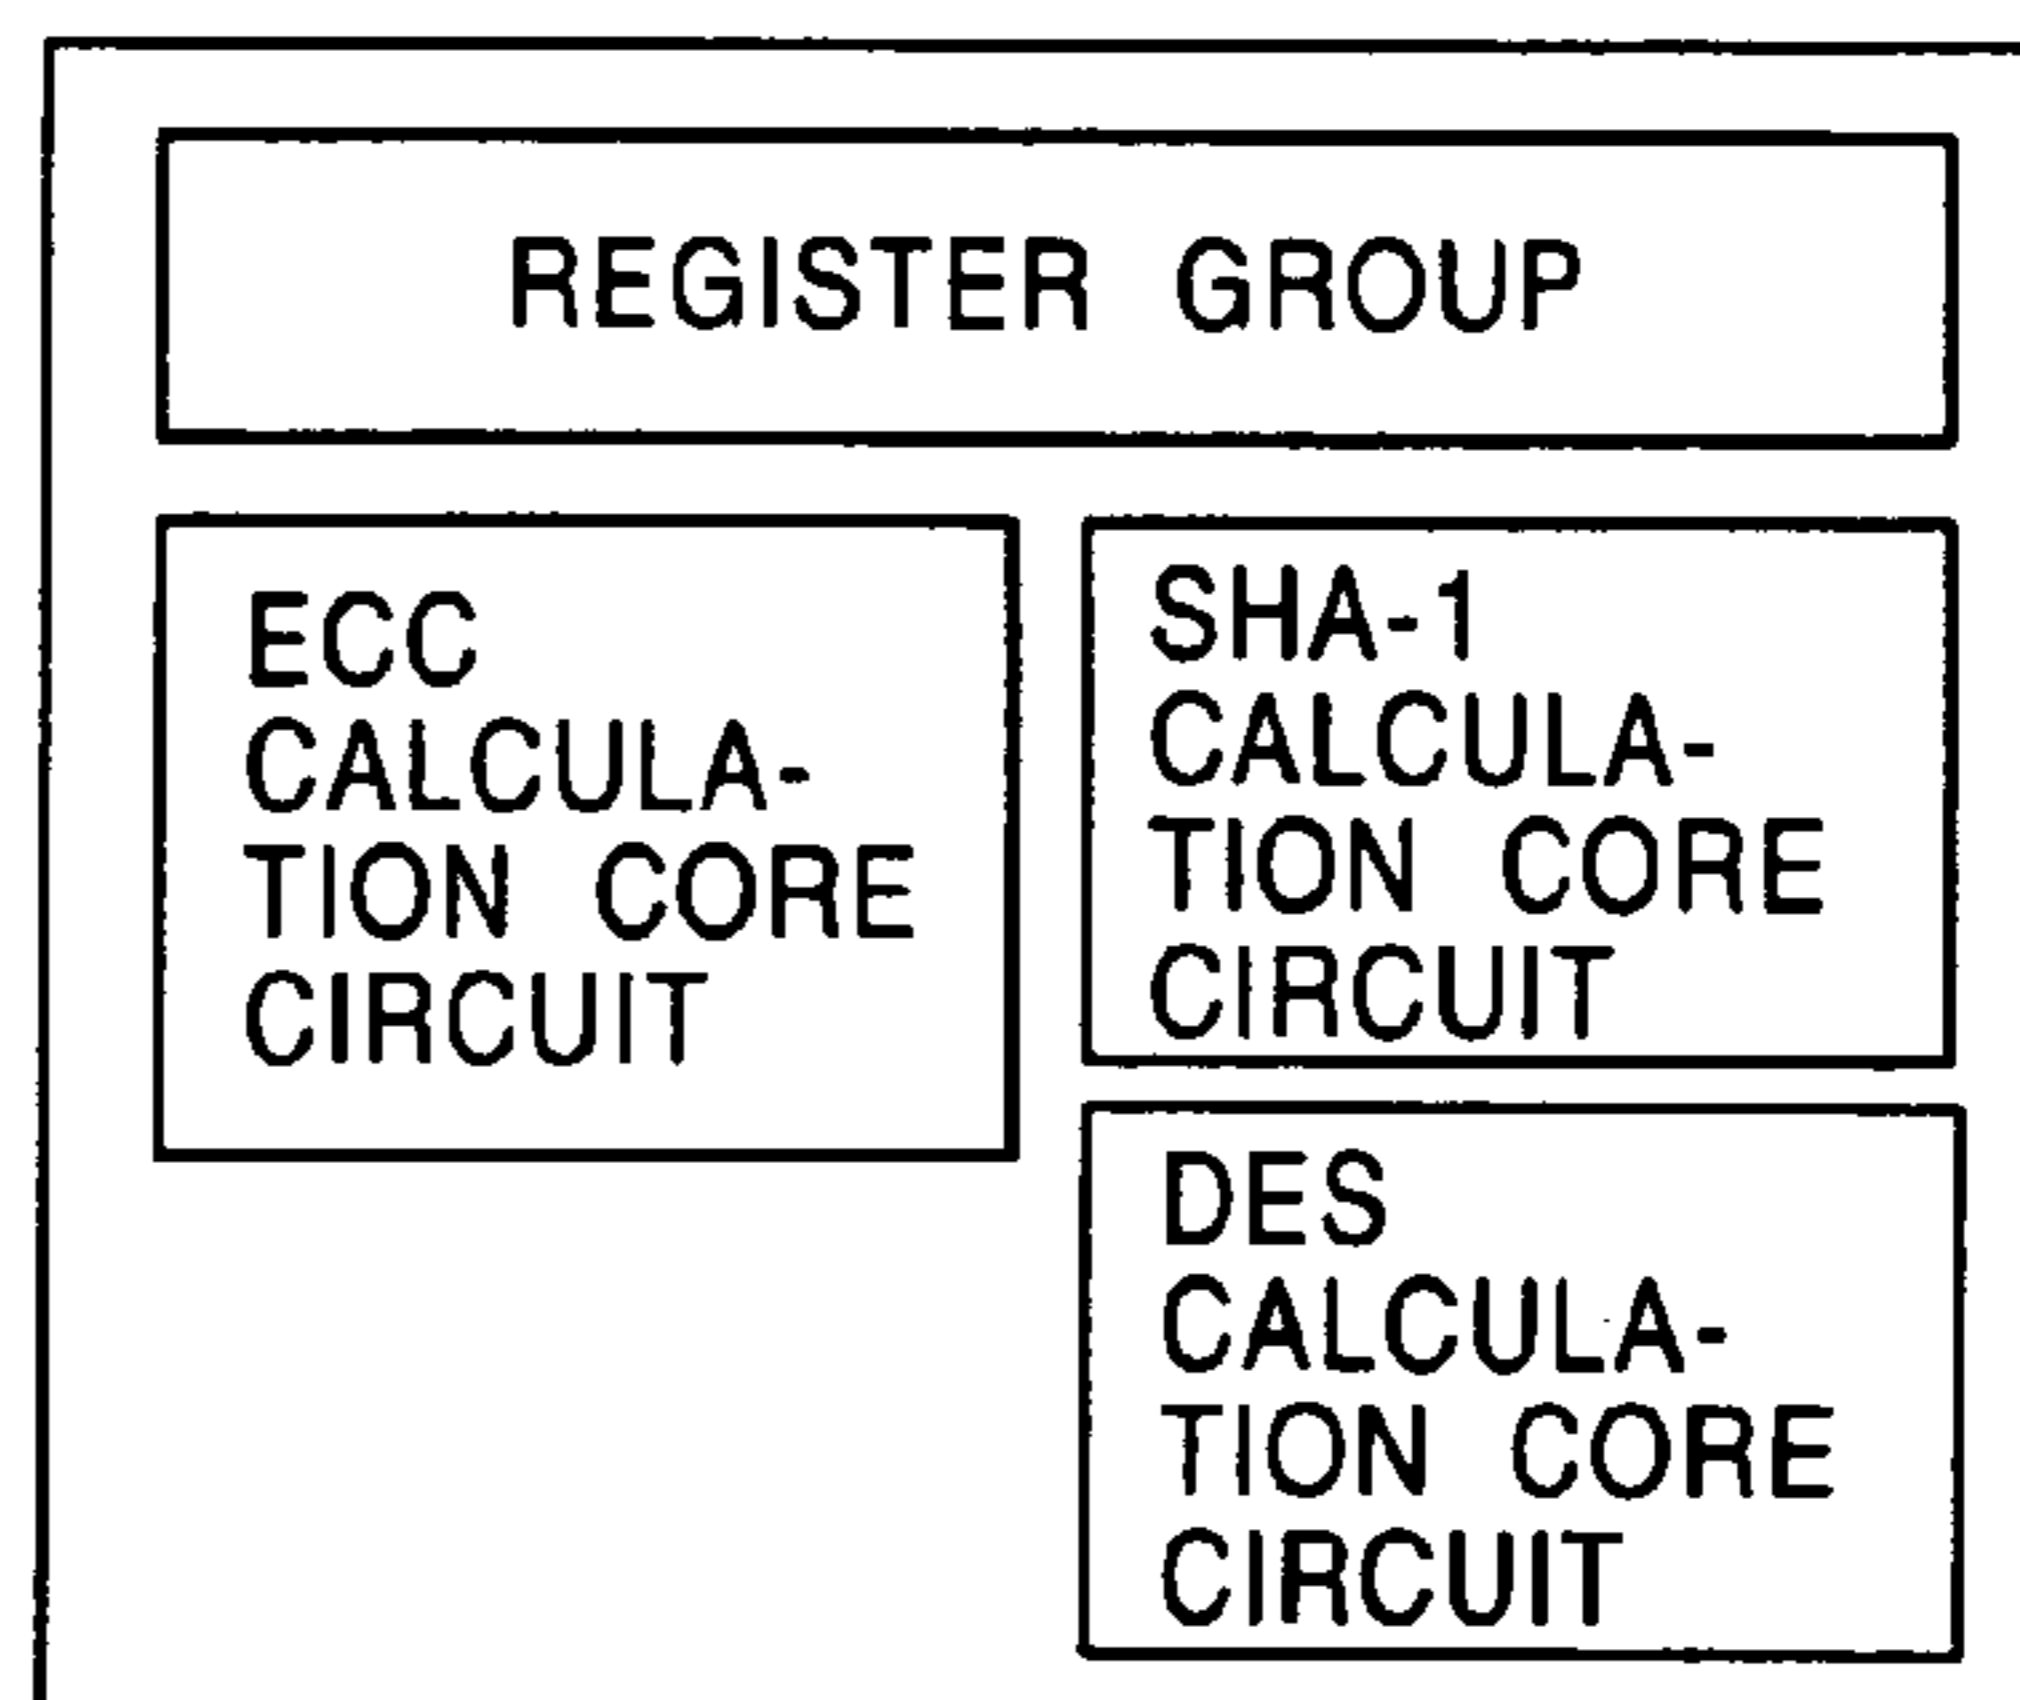 REGISTER GROUP
ECC
CALCULA-
TION CORE
CIRCUIT
SHA-1
CALCULA-
TION CORE
CIRCUIT
DES
CALCULA-
TION CORE
CIRCUIT